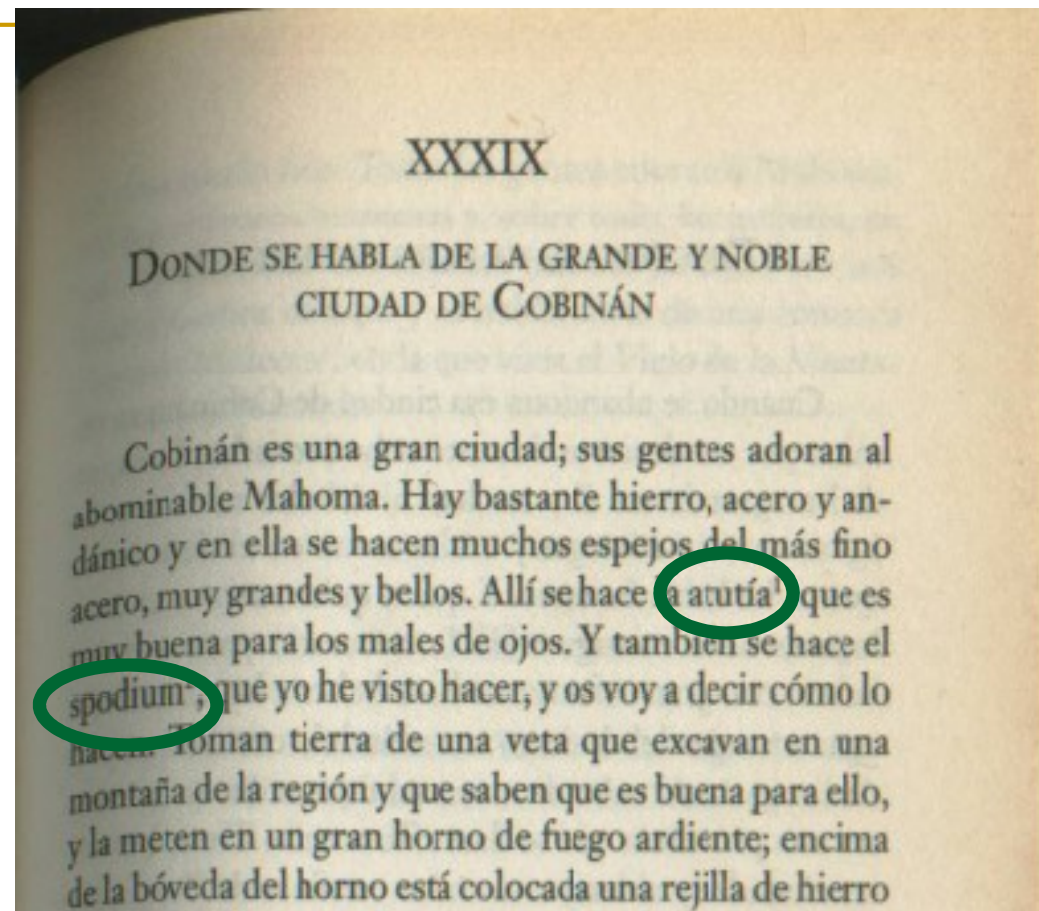 XXXIX
DONDE SE HABLA DE LA GRANDE Y NOBLE
CIUDAD DE COBINÁN
Cobinán es una gran ciudad; sus gentes adoran al
abominable Mahoma. Hay bastante hierro, acero y an-
dánico y en ella se hacen muchos espejos del más fino
acero, muy grandes y bellos. Allí se hace la atutía¹ que es
muy buena para los males de ojos. Y también se hace el
spodium², que yo he visto hacer, y os voy a decir cómo lo
hacen. Toman tierra de una veta que excavan en una
montaña de la región y que saben que es buena para ello,
y la meten en un gran horno de fuego ardiente; encima
de la bóveda del horno está colocada una rejilla de hierro